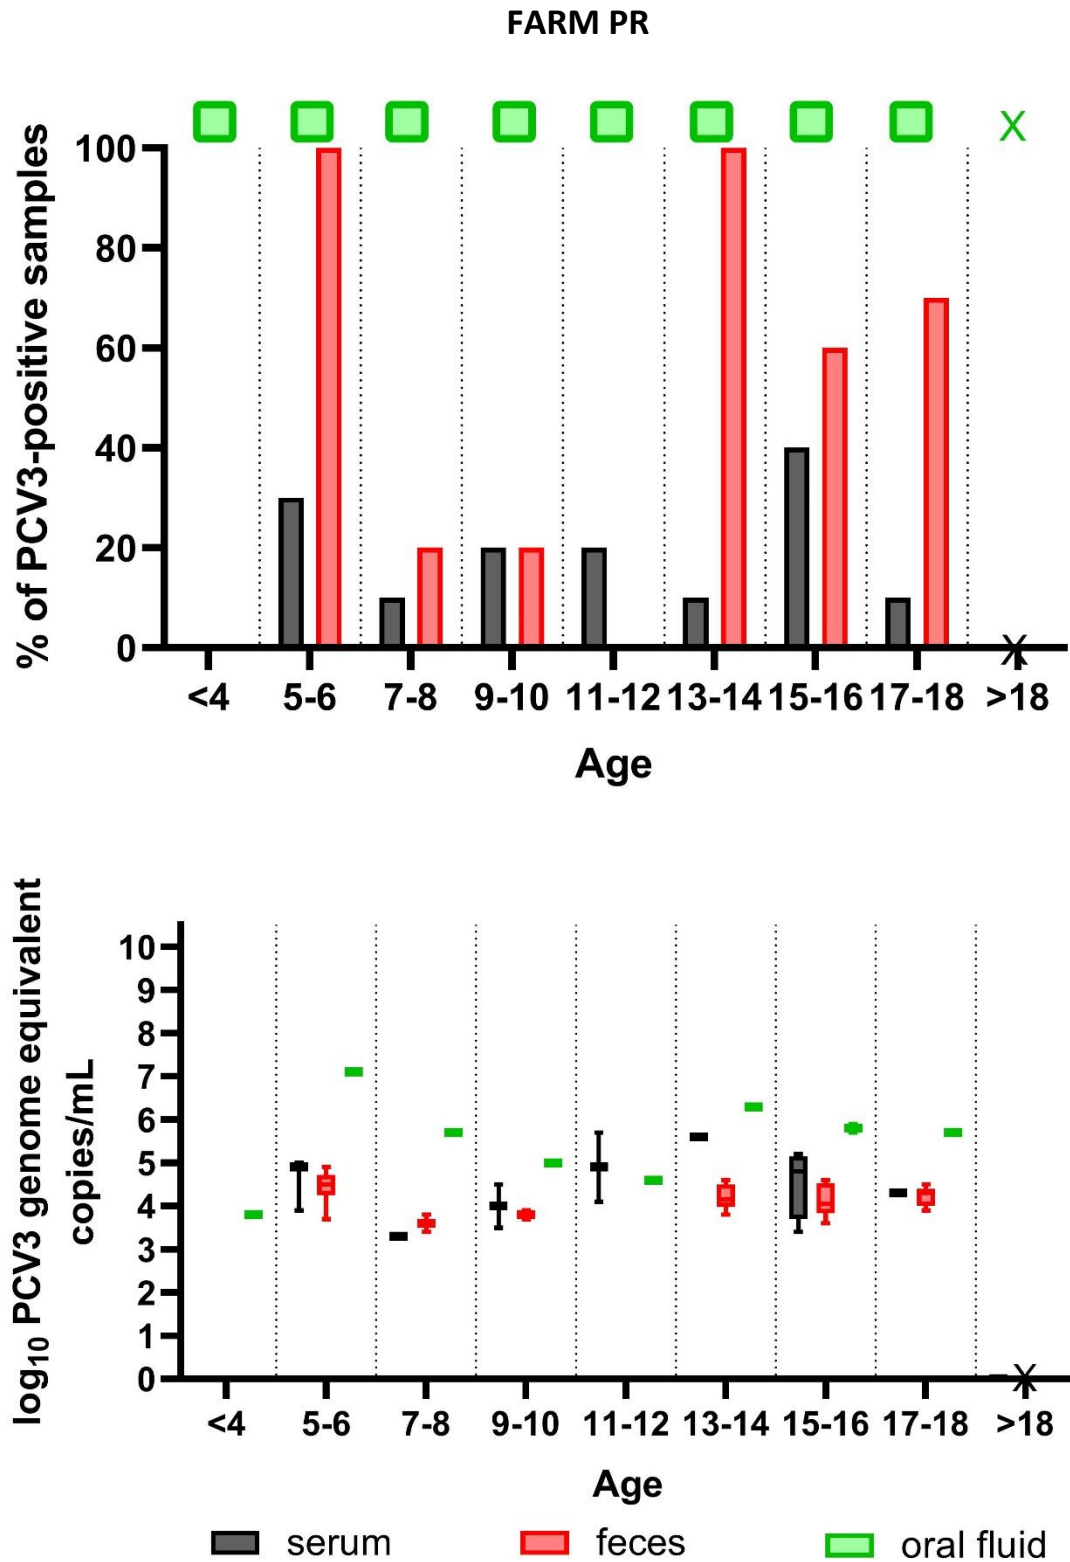 FARM PR
% of PCV3-positive samples
100
80
60
40
20
0
X
X
<4 5-6 7-8 9-10 11-12 13-14 15-16 17-18 >18
Age
log10 PCV3 genome equivalent
copies/mL
10
9
8
7
6
5
4
3
2
1
0
X
<4 5-6 7-8 9-10 11-12 13-14 15-16 17-18 >18
Age
serum feces oral fluid